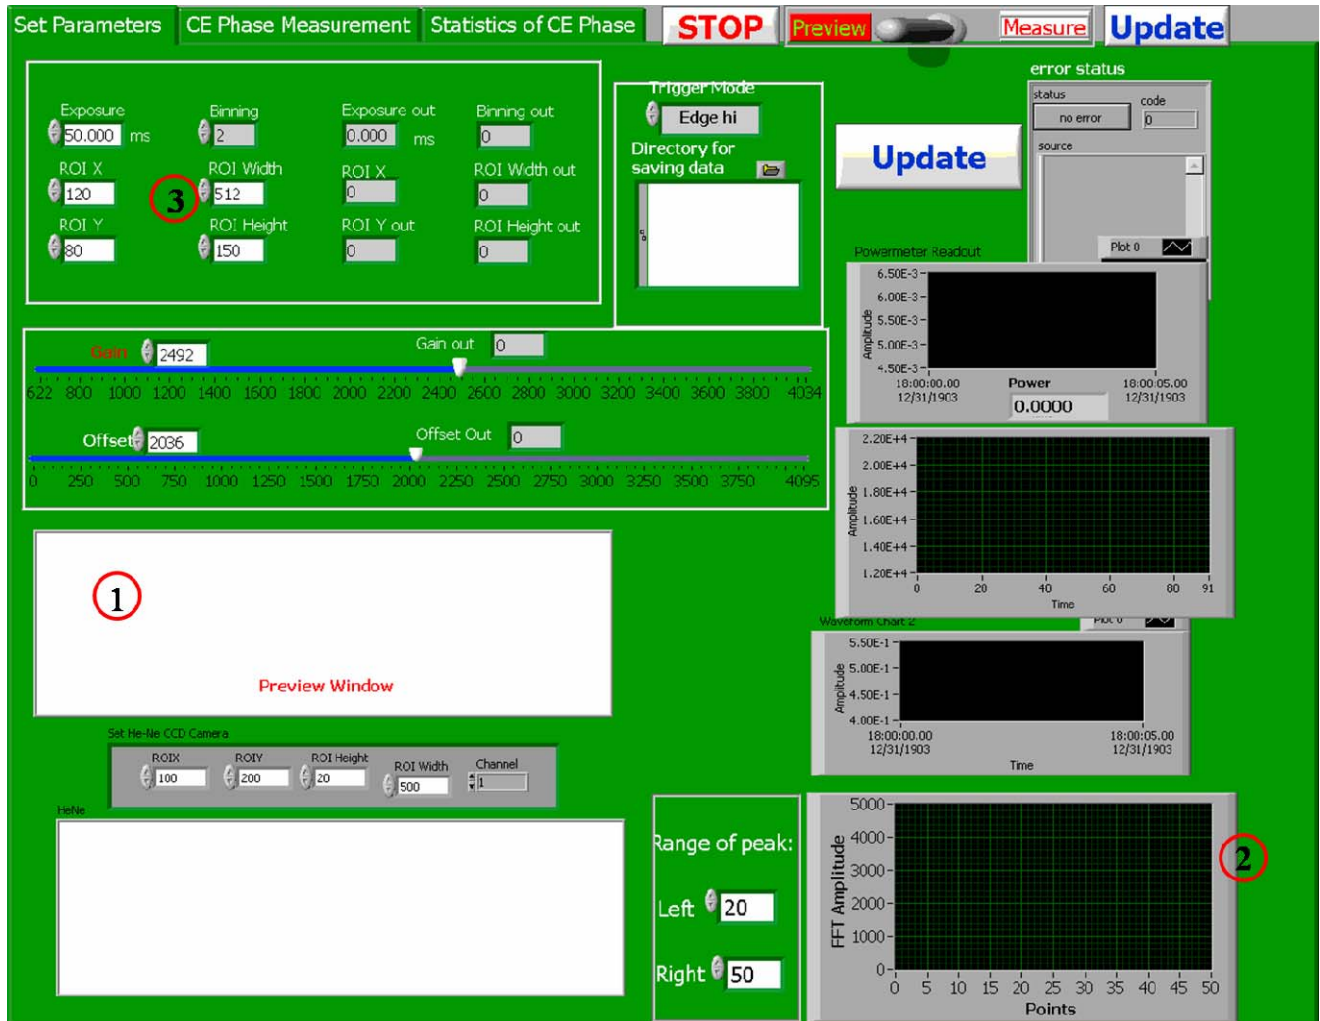 Set Parameters CE Phase Measurement Statistics of CE Phase STOP Preview Measure Update
Exposure Binning Exposure out Binning out
50.000 ms 2 0.000 ms 0
ROI X ROI Width ROI X ROI Wdth out
120 3 512 0 0
ROI Y ROI Height ROI Y out ROI Height out
80 150 0 0
Trigger Mode
Edge hi
Directory for
saving data
Update
error status
status code
no error 0
source
Gain 2492 Gain out 0
622 800 1000 1200 1400 1600 1800 2000 2200 2400 2600 2800 3000 3200 3400 3600 3800 4034
Offset 2036 Offset Out 0
0 250 500 750 1000 1250 1500 1750 2000 2250 2500 2750 3000 3250 3500 3750 4095
Powermeter Readout Plot 0
6.50E-3
6.00E-3
5.50E-3
5.00E-3
4.50E-3
Amplitude
18:00:00.00 Power 18:00:05.00
12/31/1903 0.0000 12/31/1903
2.20E+4
2.00E+4
1.80E+4
1.60E+4
1.40E+4
1.20E+4
Amplitude
0 20 40 60 80 91
Time
1
Preview Window
Waveform Chart 2 Plot 0
5.50E-1
5.00E-1
4.50E-1
4.00E-1
Amplitude
18:00:00.00 18:00:05.00
12/31/1903 12/31/1903
Time
Set He-Ne CCD Camera
ROIX ROIY ROI Height ROI Width Channel
100 200 20 500 1
HeNe
Range of peak:
Left 20
Right 50
5000
4000
3000
2000
1000
0
FFT Amplitude
0 5 10 15 20 25 30 35 40 45 50
Points
2